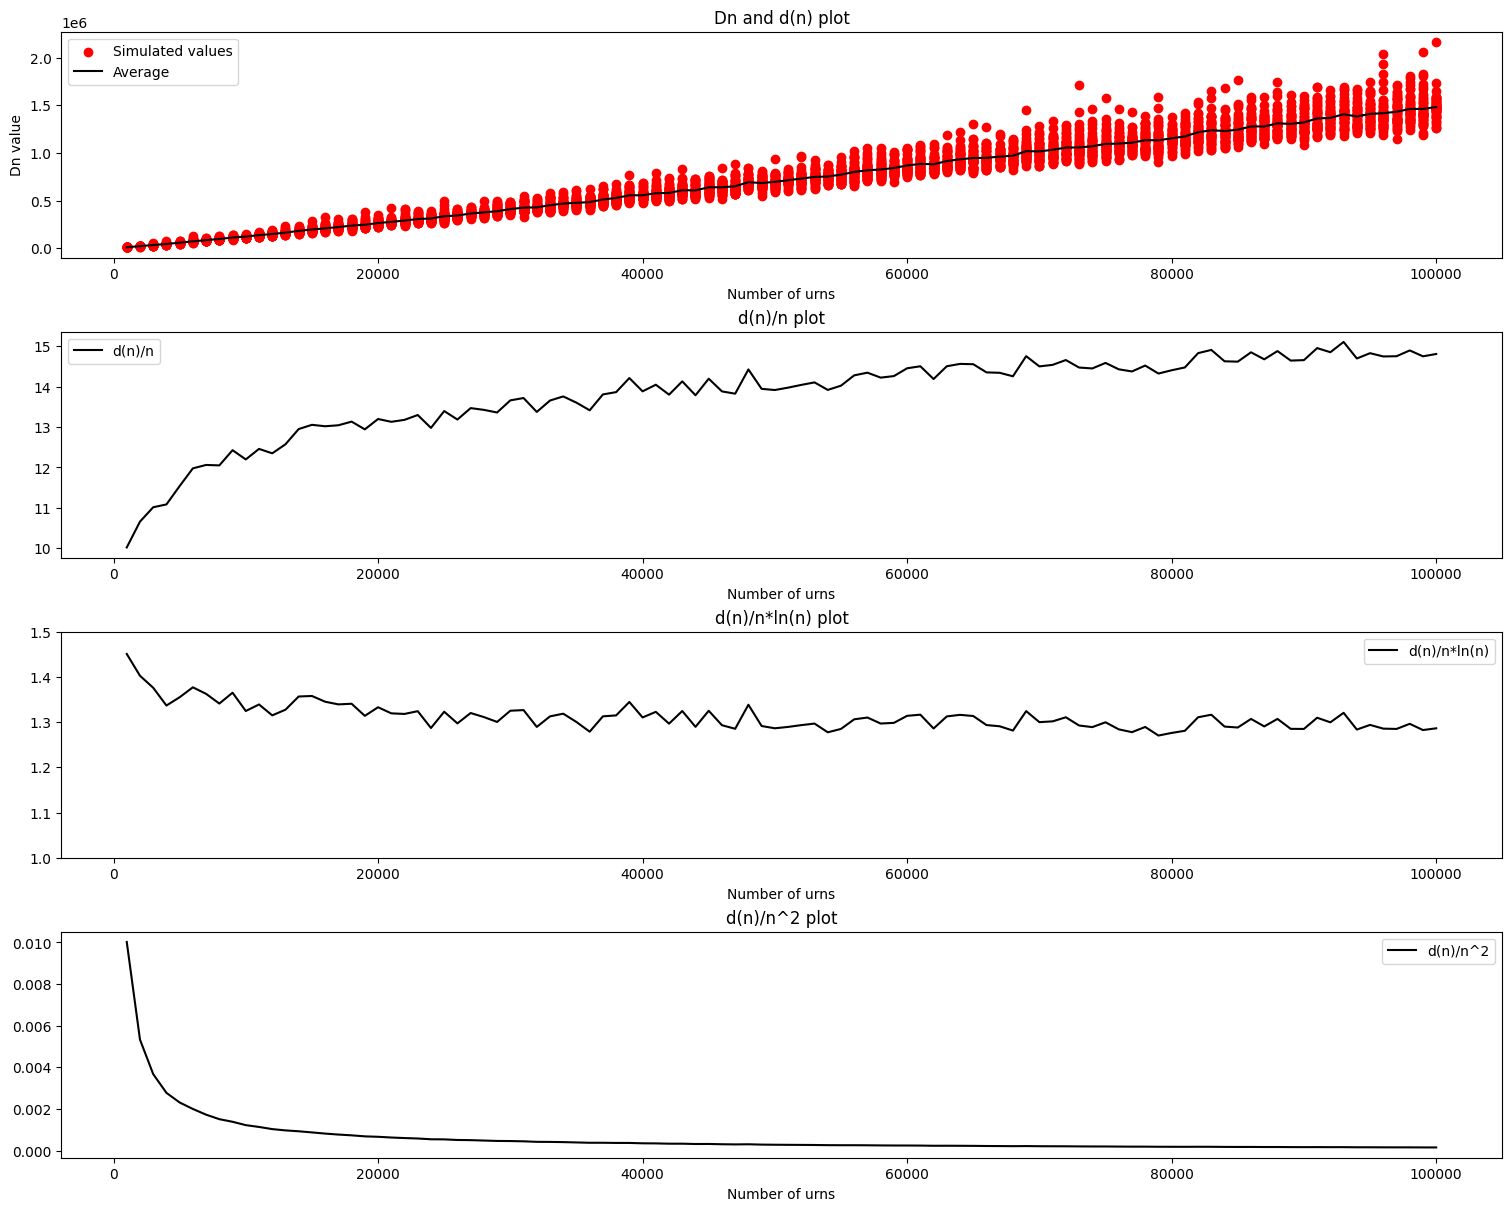 Dn and d(n) plot
1e6
Simulated values
Average
Dn value
2.0
1.5
1.0
0.5
0.0
0 20000 40000 60000 80000 100000
Number of urns
d(n)/n plot
d(n)/n
15
14
13
12
11
10
0 20000 40000 60000 80000 100000
Number of urns
d(n)/n*ln(n) plot
d(n)/n*ln(n)
1.5
1.4
1.3
1.2
1.1
1.0
0 20000 40000 60000 80000 100000
Number of urns
d(n)/n^2 plot
d(n)/n^2
0.010
0.008
0.006
0.004
0.002
0.000
0 20000 40000 60000 80000 100000
Number of urns